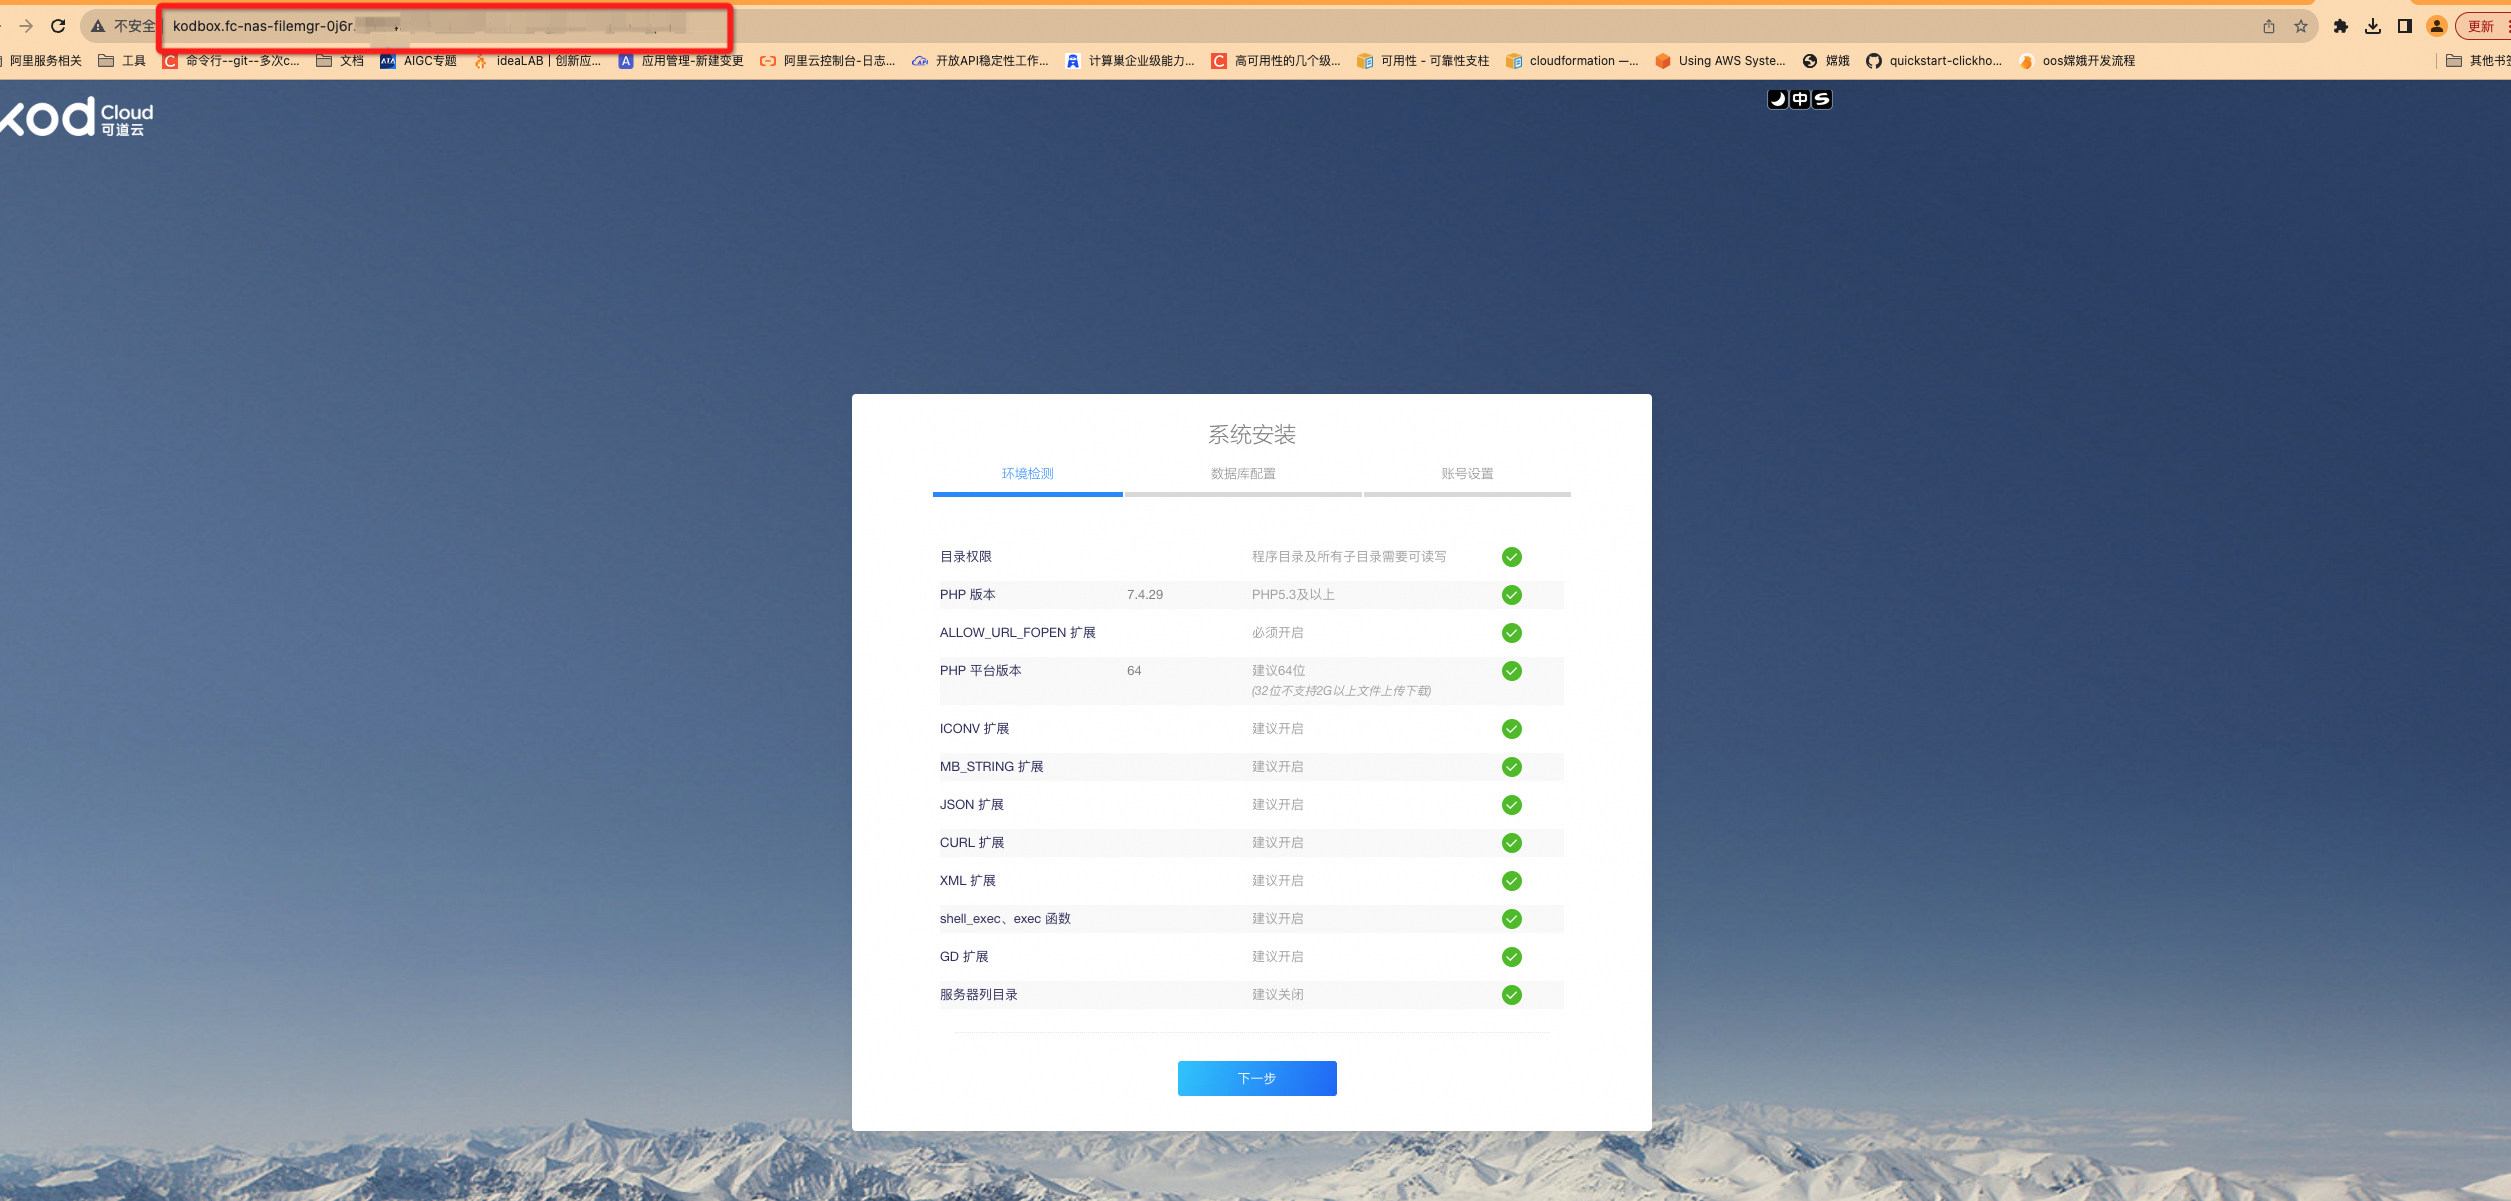 不安全 kodbox.fc-nas-filemgr-0j6r.
更新
阿里服务相关 工具 命令行--git--多次c... 文档 AIGC专题 ideaLAB | 创新应... 应用管理-新建变更 阿里云控制台-日志... 开放API稳定性工作... 计算巢企业级能力... 高可用性的几个级... 可用性 - 可靠性支柱 cloudformation —... Using AWS Syste... 嫦娥 quickstart-clickho... oos嫦娥开发流程 其他书
中
kod Cloud
可道云
系统安装
环境检测 数据库配置 账号设置
目录权限 程序目录及所有子目录需要可读写
PHP 版本 7.4.29 PHP5.3及以上
ALLOW_URL_FOPEN 扩展 必须开启
PHP 平台版本 64 建议64位
(32位不支持2G以上文件上传下载)
ICONV 扩展 建议开启
MB_STRING 扩展 建议开启
JSON 扩展 建议开启
CURL 扩展 建议开启
XML 扩展 建议开启
shell_exec、exec 函数 建议开启
GD 扩展 建议开启
服务器列目录 建议关闭
下一步